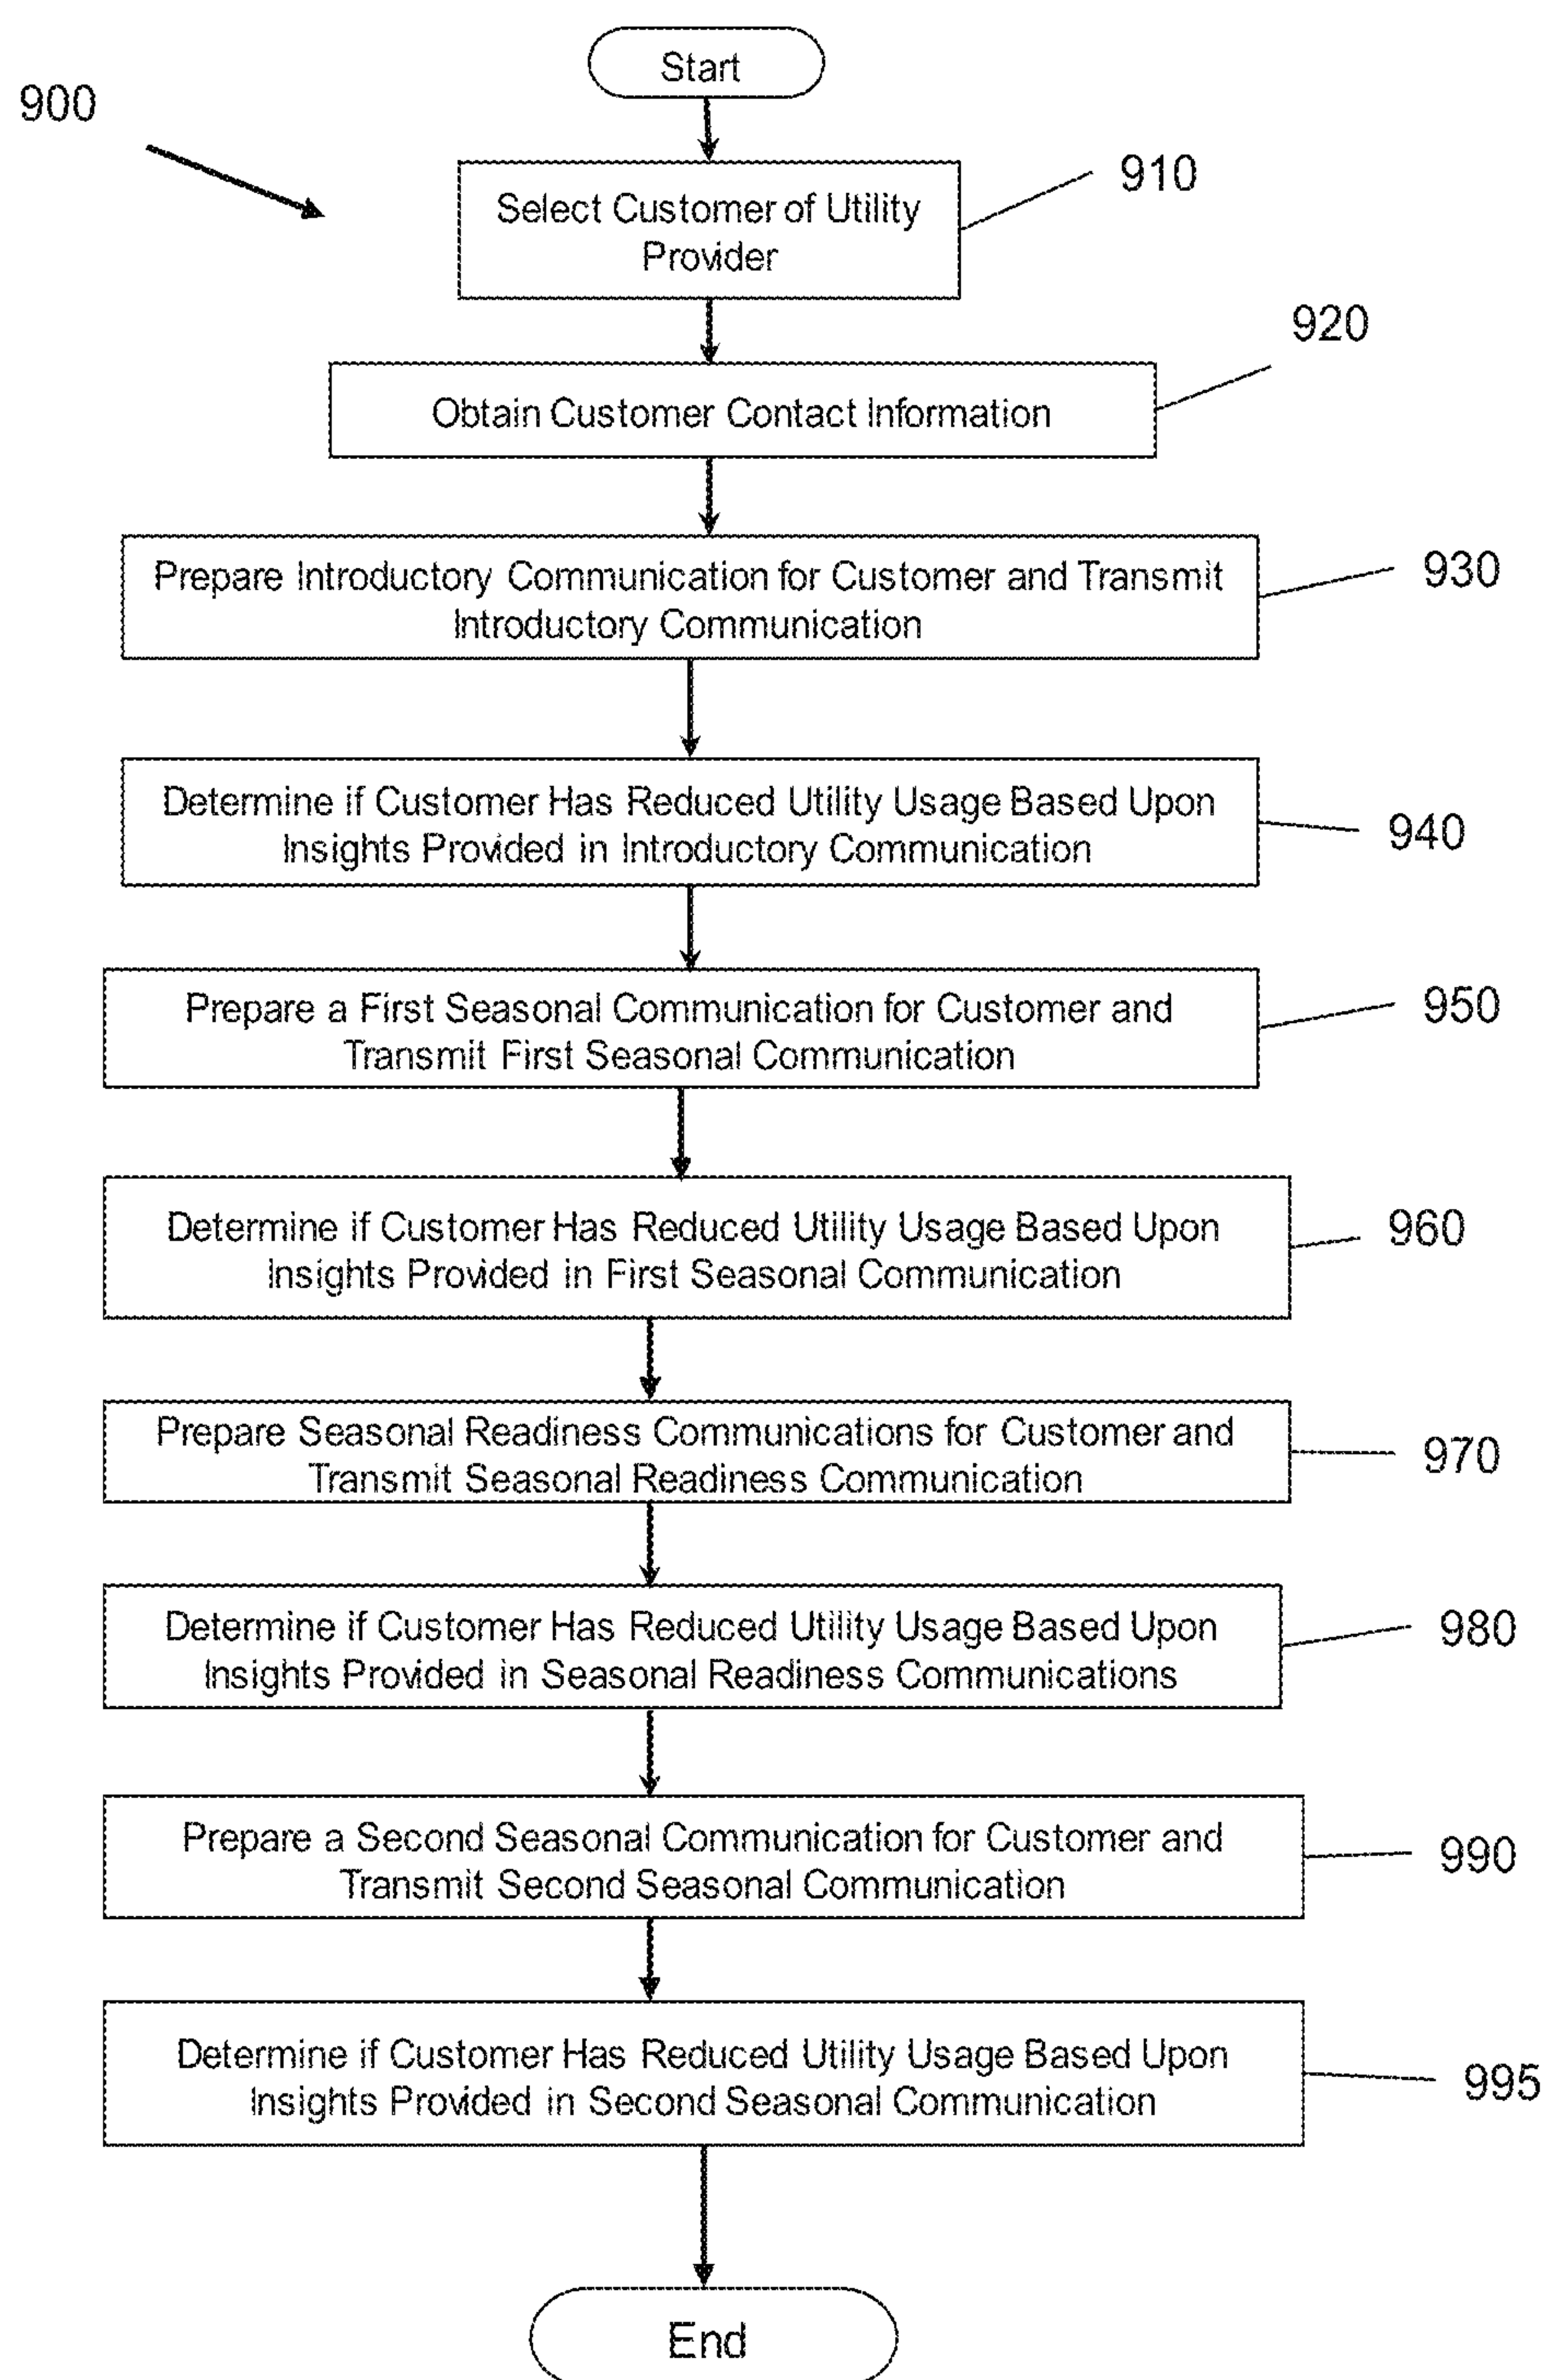 Start
900
910
Select Customer of Utility
Provider
920
Obtain Customer Contact Information
930
Prepare Introductory Communication for Customer and Transmit
Introductory Communication
Determine if Customer Has Reduced Utility Usage Based Upon
Insights Provided in Introductory Communication
940
Prepare a First Seasonal Communication for Customer and
Transmit First Seasonal Communication
950
Determine if Customer Has Reduced Utility Usage Based Upon
Insights Provided in First Seasonal Communication
960
Prepare Seasonal Readiness Communications for Customer and
Transmit Seasonal Readiness Communication
970
Determine if Customer Has Reduced Utility Usage Based Upon
Insights Provided in Seasonal Readiness Communications
980
Prepare a Second Seasonal Communication for Customer and
Transmit Second Seasonal Communication
990
Determine if Customer Has Reduced Utility Usage Based Upon
Insights Provided in Second Seasonal Communication
995
End